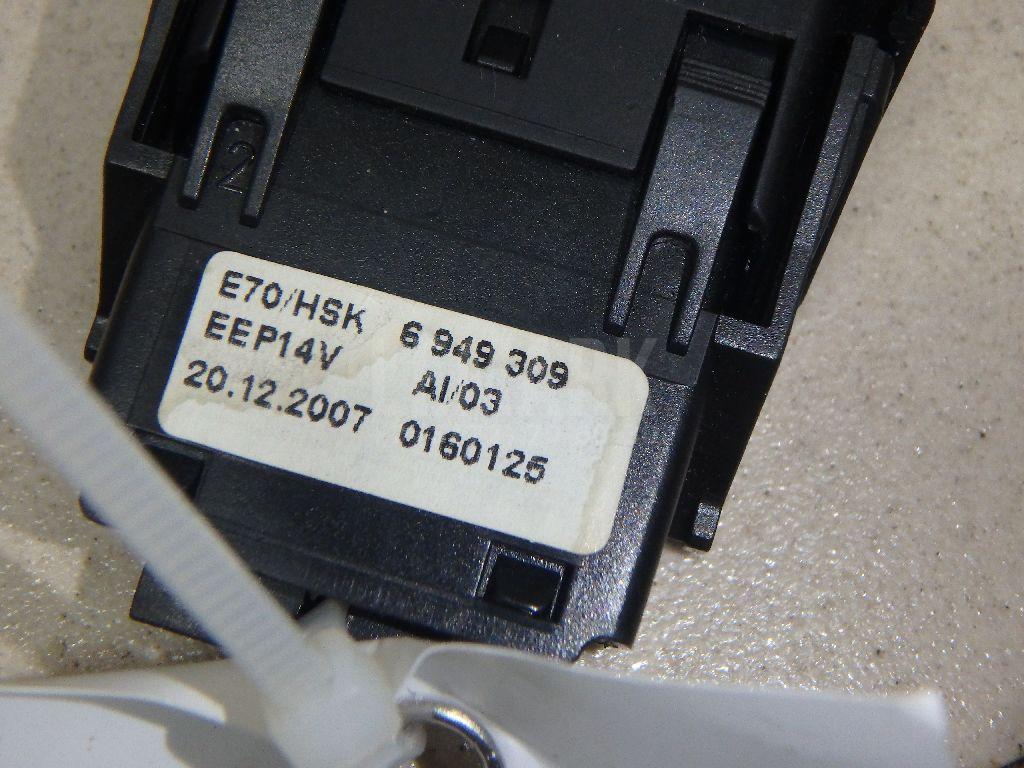 2
E70/HSK 6 949 309
EEP14V AI/03
20.12.2007 0160125